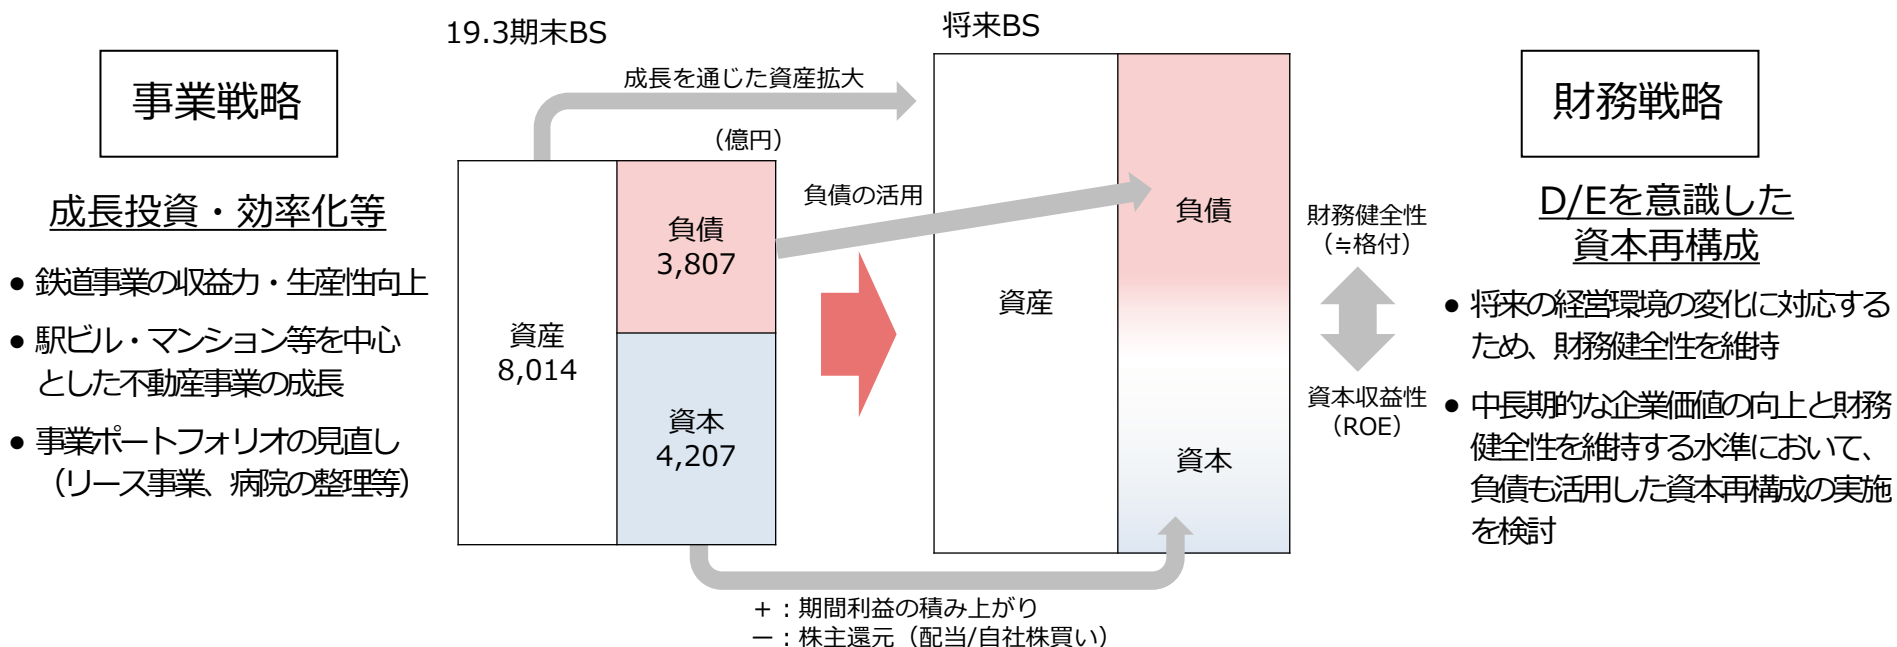 事業戦略
成長投資・効率化等
● 鉄道事業の収益力・生産性向上
● 駅ビル・マンション等を中心
とした不動産事業の成長
● 事業ポートフォリオの見直し
（リース事業、病院の整理等）
19.3期末BS
成長を通じた資産拡大
（億円）
資産
8,014
負債
3,807
資本
4,207
負債の活用
将来BS
資産
負債
資本
＋：期間利益の積み上がり
－：株主還元（配当/自社株買い）
財務健全性
（≒格付）
資本収益性
（ROE）
財務戦略
D/Eを意識した
資本再構成
● 将来の経営環境の変化に対応する
ため、財務健全性を維持
● 中長期的な企業価値の向上と財務
健全性を維持する水準において、
負債も活用した資本再構成の実施
を検討